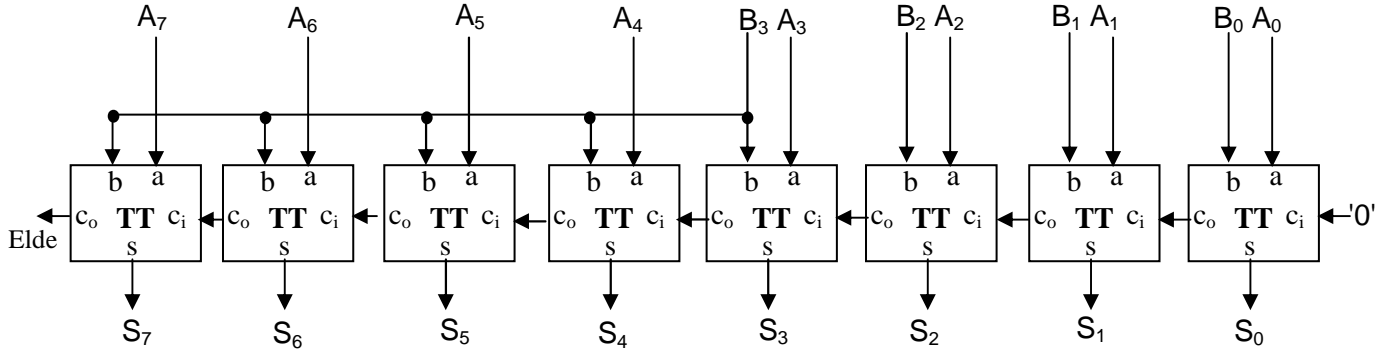 A₇ A₆ A₅ A₄ B₃ A₃ B₂ A₂ B₁ A₁ B₀ A₀
b a b a b a b a b a b a b a b a
cₒ TT cᵢ cₒ TT cᵢ cₒ TT cᵢ cₒ TT cᵢ cₒ TT cᵢ cₒ TT cᵢ cₒ TT cᵢ cₒ TT cᵢ '0'
Elde s s s s s s s s
S₇ S₆ S₅ S₄ S₃ S₂ S₁ S₀